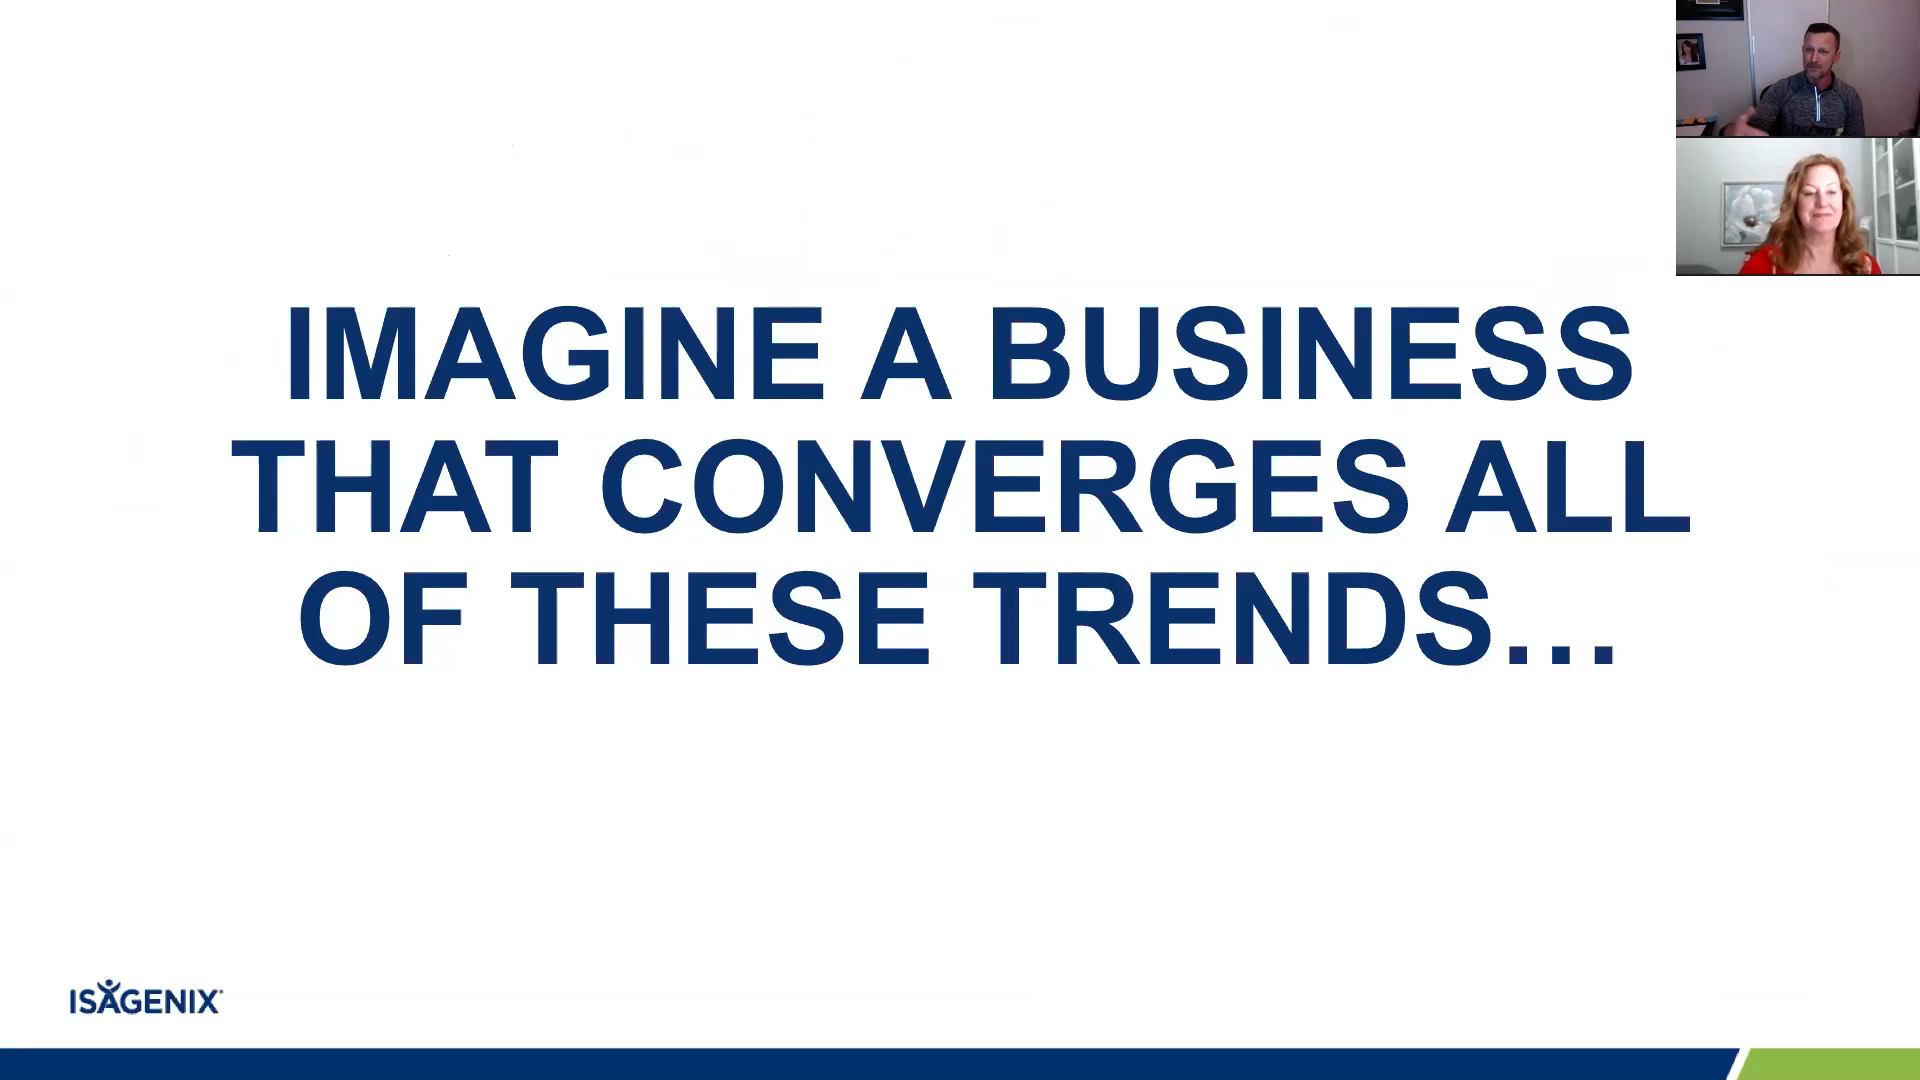 IMAGINE A BUSINESS
THAT CONVERGES ALL
OF THESE TRENDS...
ISAGENIX